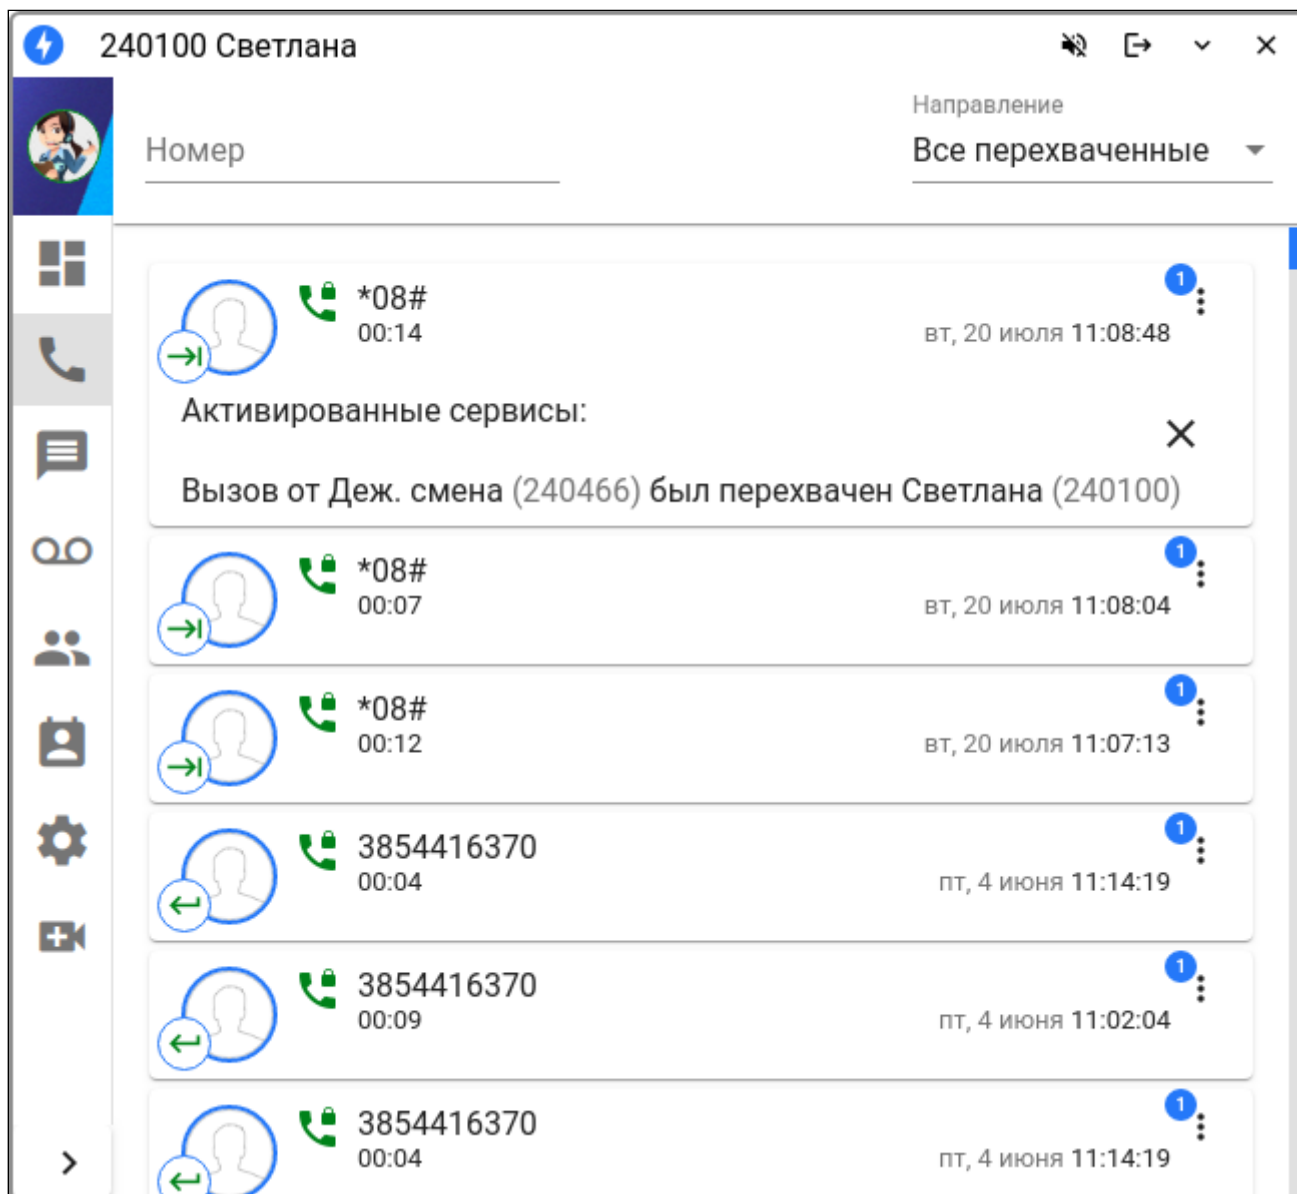 240100 Светлана
Направление
Номер
Все перехваченные
1
*08#
00:14
вт, 20 июля 11:08:48
Активированные сервисы:
Вызов от Деж. смена (240466) был перехвачен Светлана (240100)
1
*08#
00:07
вт, 20 июля 11:08:04
1
*08#
00:12
вт, 20 июля 11:07:13
1
3854416370
00:04
пт, 4 июня 11:14:19
1
3854416370
00:09
пт, 4 июня 11:02:04
1
3854416370
00:04
пт, 4 июня 11:14:19